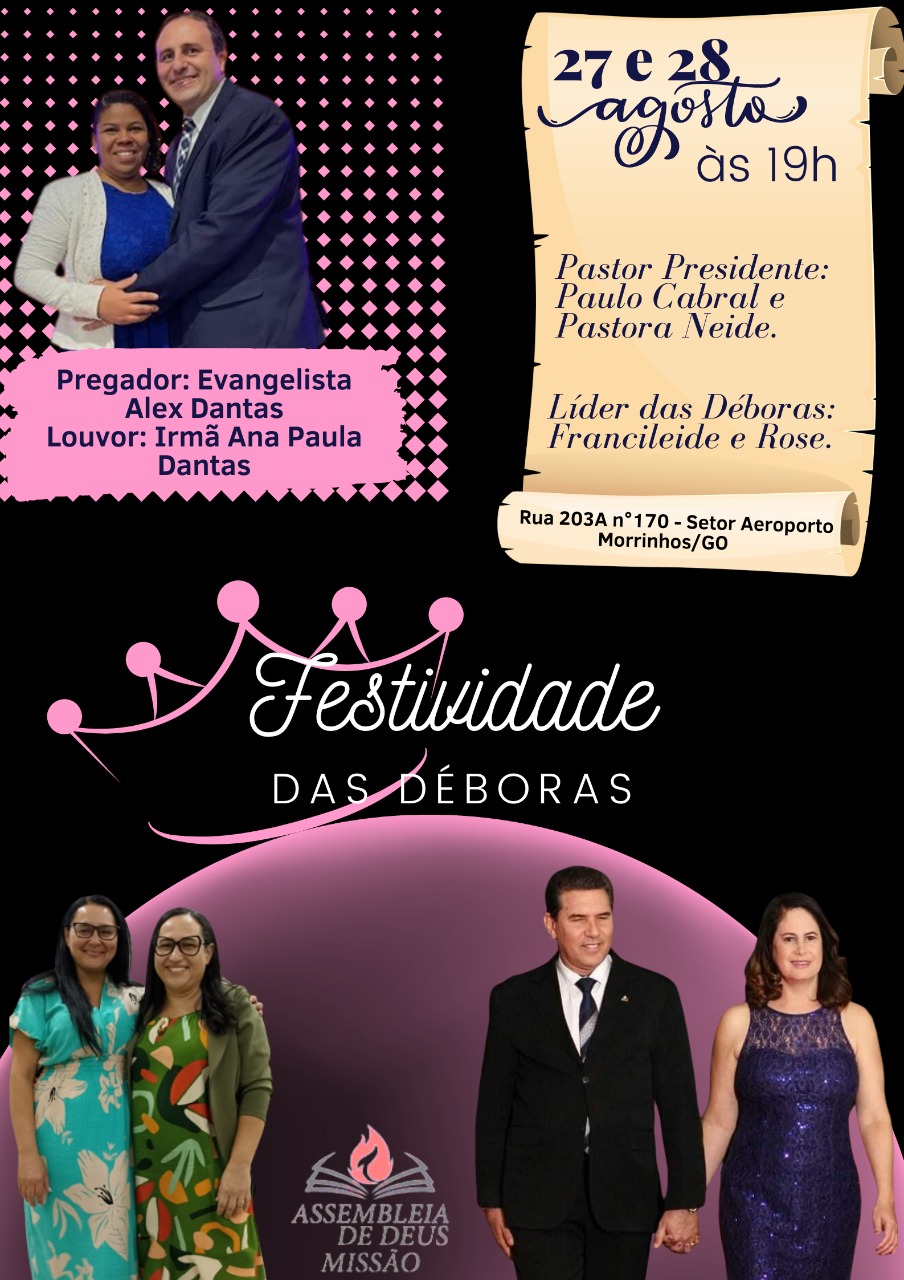 27 e 28
agosto
às 19h
Pastor Presidente:
Paulo Cabral e
Pastora Neide.
Líder das Déboras:
Francileide e Rose.
Rua 203A n°170 - Setor Aeroporto
Morrinhos/GO
Pregador: Evangelista
Alex Dantas
Louvor: Irmã Ana Paula
Dantas
Festividade
DAS DÉBORAS
ASSEMBLEIA
DE DEUS
MISSÃO